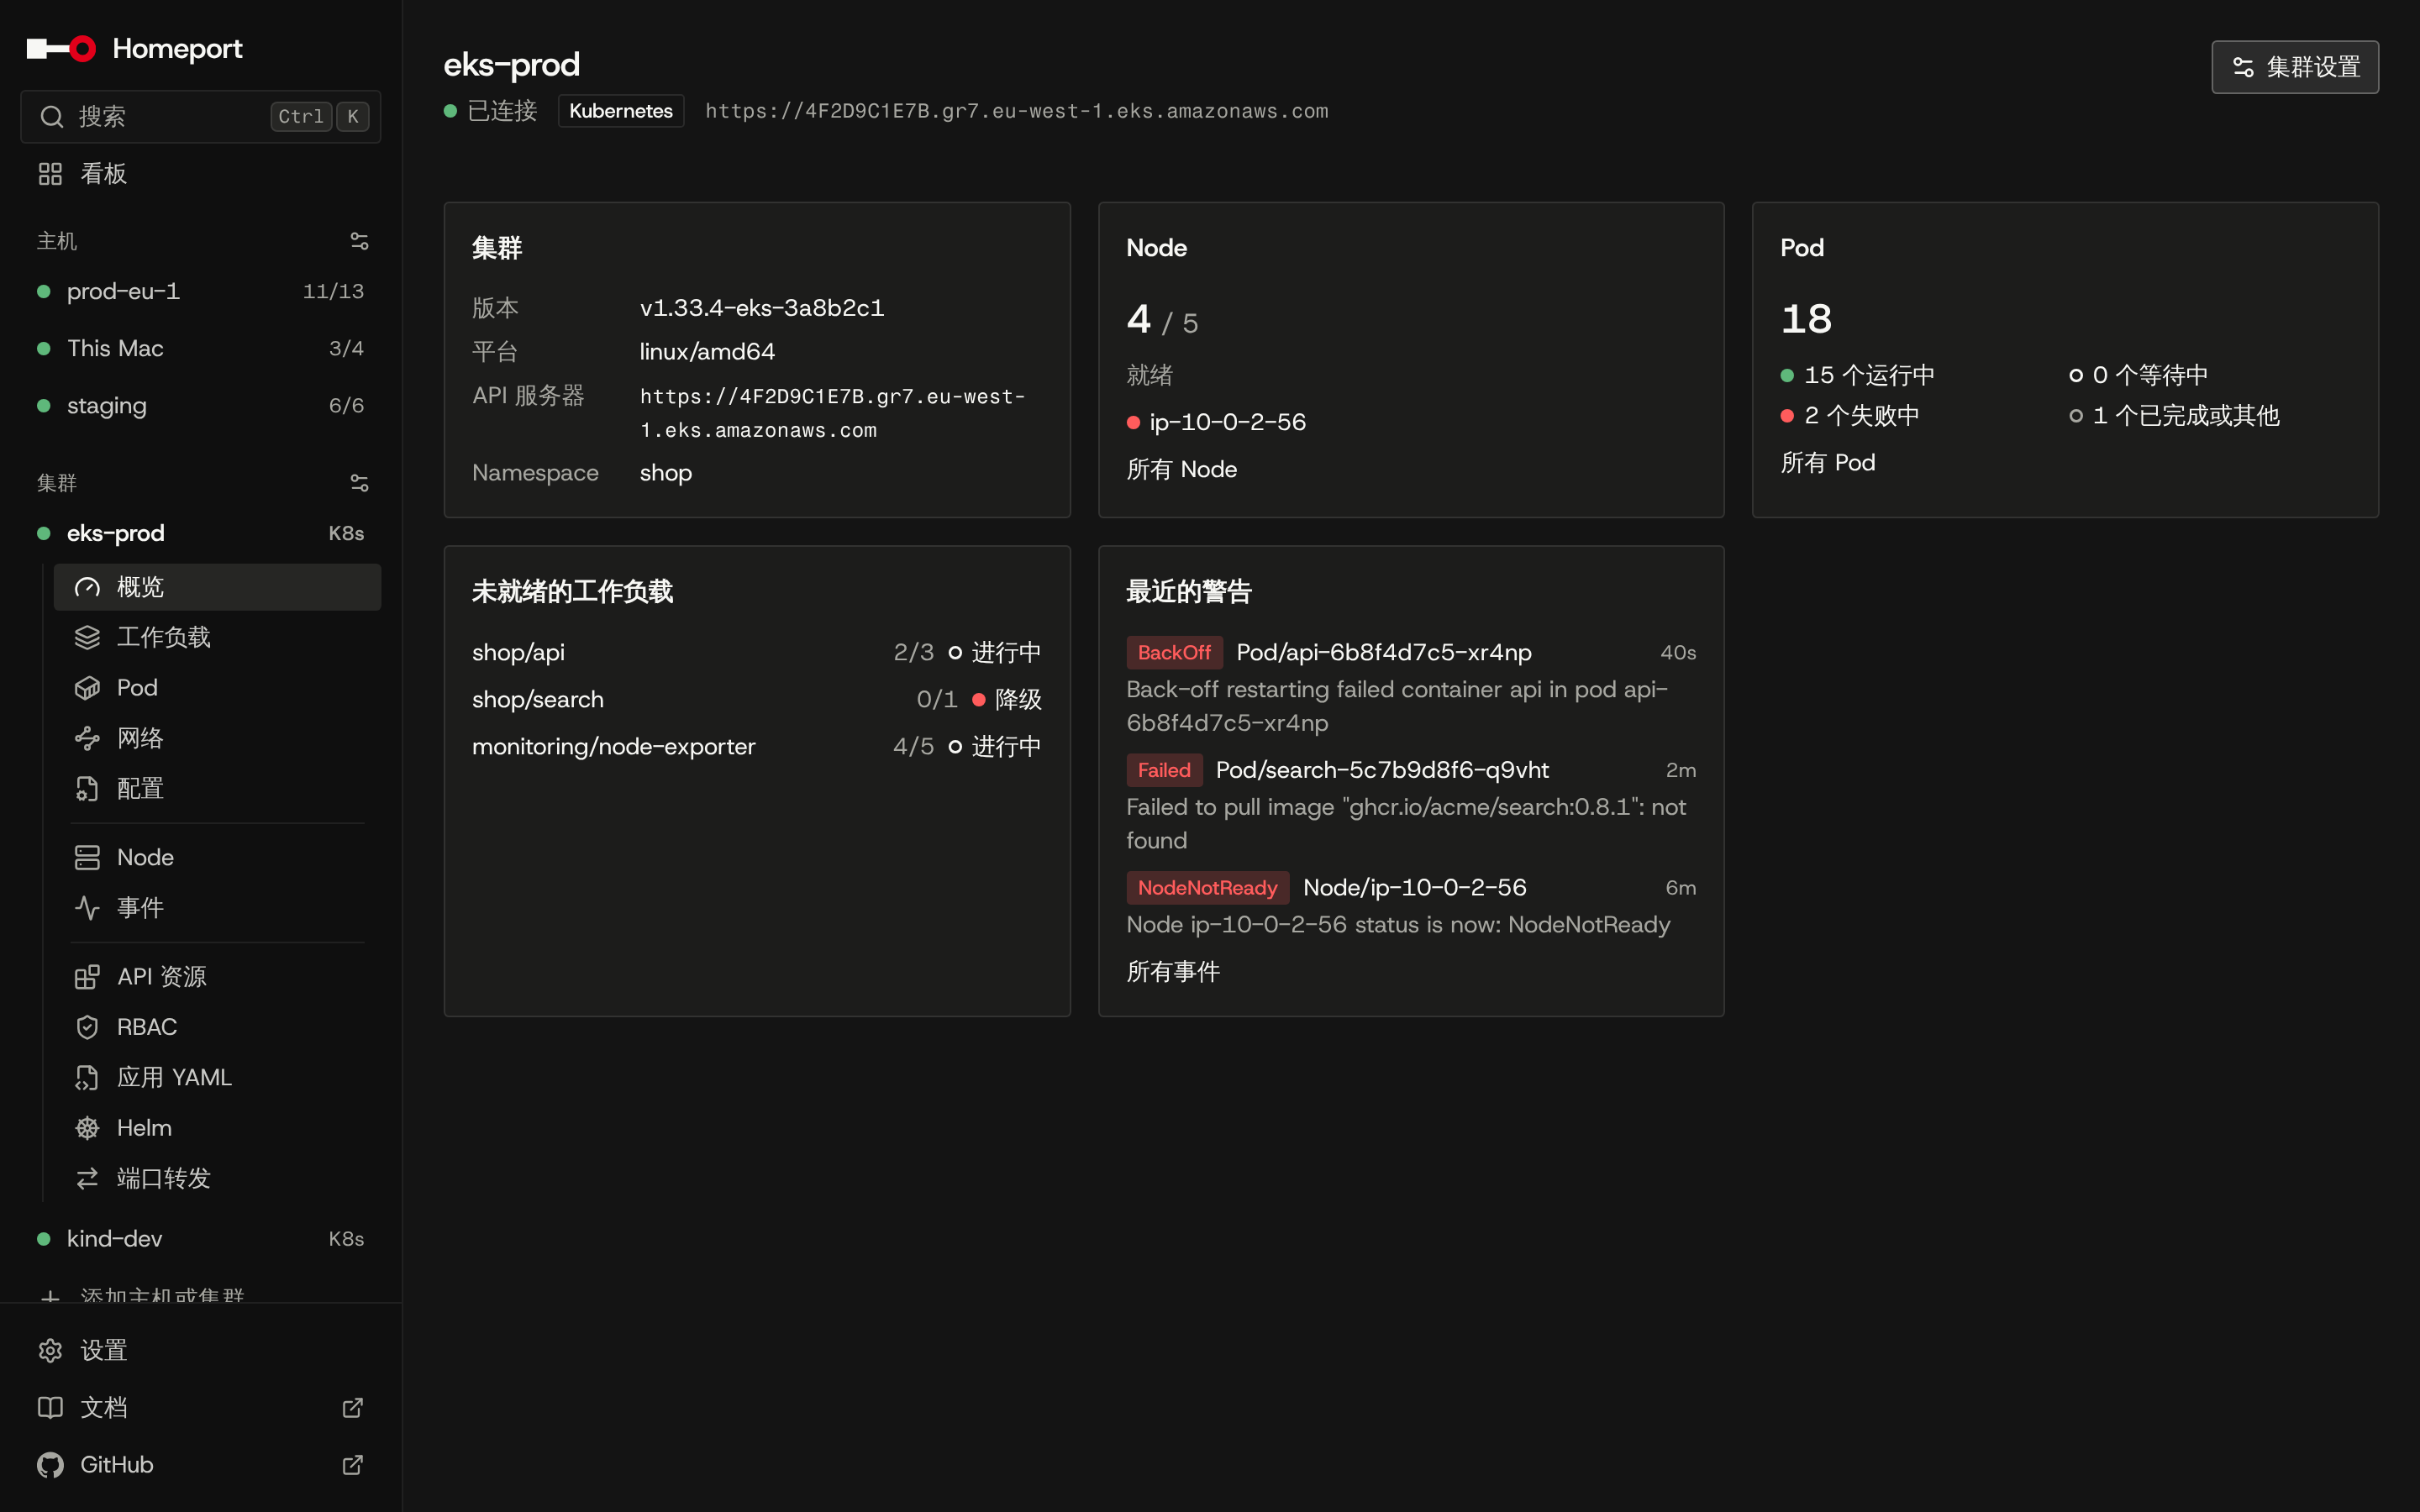 Homeport
搜索 Ctrl K
看板
主机
prod-eu-1 11/13
This Mac 3/4
staging 6/6
集群
eks-prod K8s
概览
工作负载
Pod
网络
配置
Node
事件
API 资源
RBAC
应用 YAML
Helm
端口转发
kind-dev K8s
添加主机或集群
设置
文档
GitHub
eks-prod
已连接 Kubernetes https://4F2D9C1E7B.gr7.eu-west-1.eks.amazonaws.com
集群设置
集群
版本 v1.33.4-eks-3a8b2c1
平台 linux/amd64
API 服务器 https://4F2D9C1E7B.gr7.eu-west-
1.eks.amazonaws.com
Namespace shop
Node
4 / 5
就绪
ip-10-0-2-56
所有 Node
Pod
18
15 个运行中 0 个等待中
2 个失败中 1 个已完成或其他
所有 Pod
未就绪的工作负载
shop/api 2/3 进行中
shop/search 0/1 降级
monitoring/node-exporter 4/5 进行中
最近的警告
BackOff Pod/api-6b8f4d7c5-xr4np 40s
Back-off restarting failed container api in pod api-
6b8f4d7c5-xr4np
Failed Pod/search-5c7b9d8f6-q9vht 2m
Failed to pull image "ghcr.io/acme/search:0.8.1": not
found
NodeNotReady Node/ip-10-0-2-56 6m
Node ip-10-0-2-56 status is now: NodeNotReady
所有事件